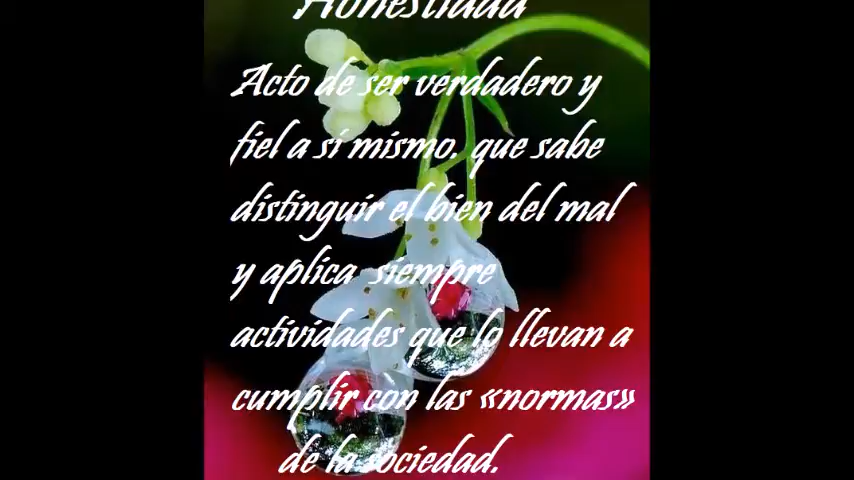 Honestidad
Acto de ser verdadero y
fiel a si mismo. que sabe
distinguir el bien del mal
y aplica siempre
actividades que lo llevan a
cumplir con las «normas»
de la sociedad.